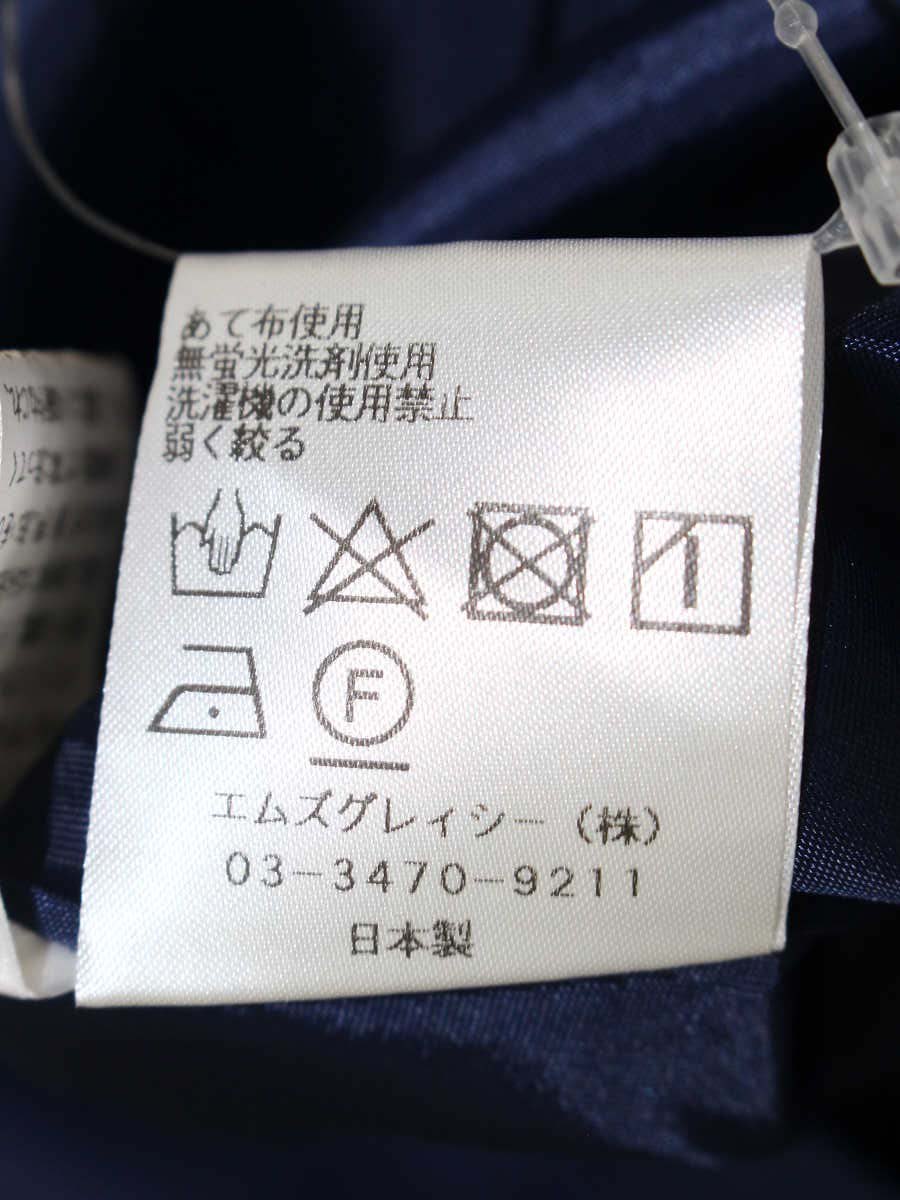 あて布使用
無蛍光洗剤使用
洗濯機の使用禁止
弱く絞る
F
エムズグレイシー（株）
03-3470-9211
日本製